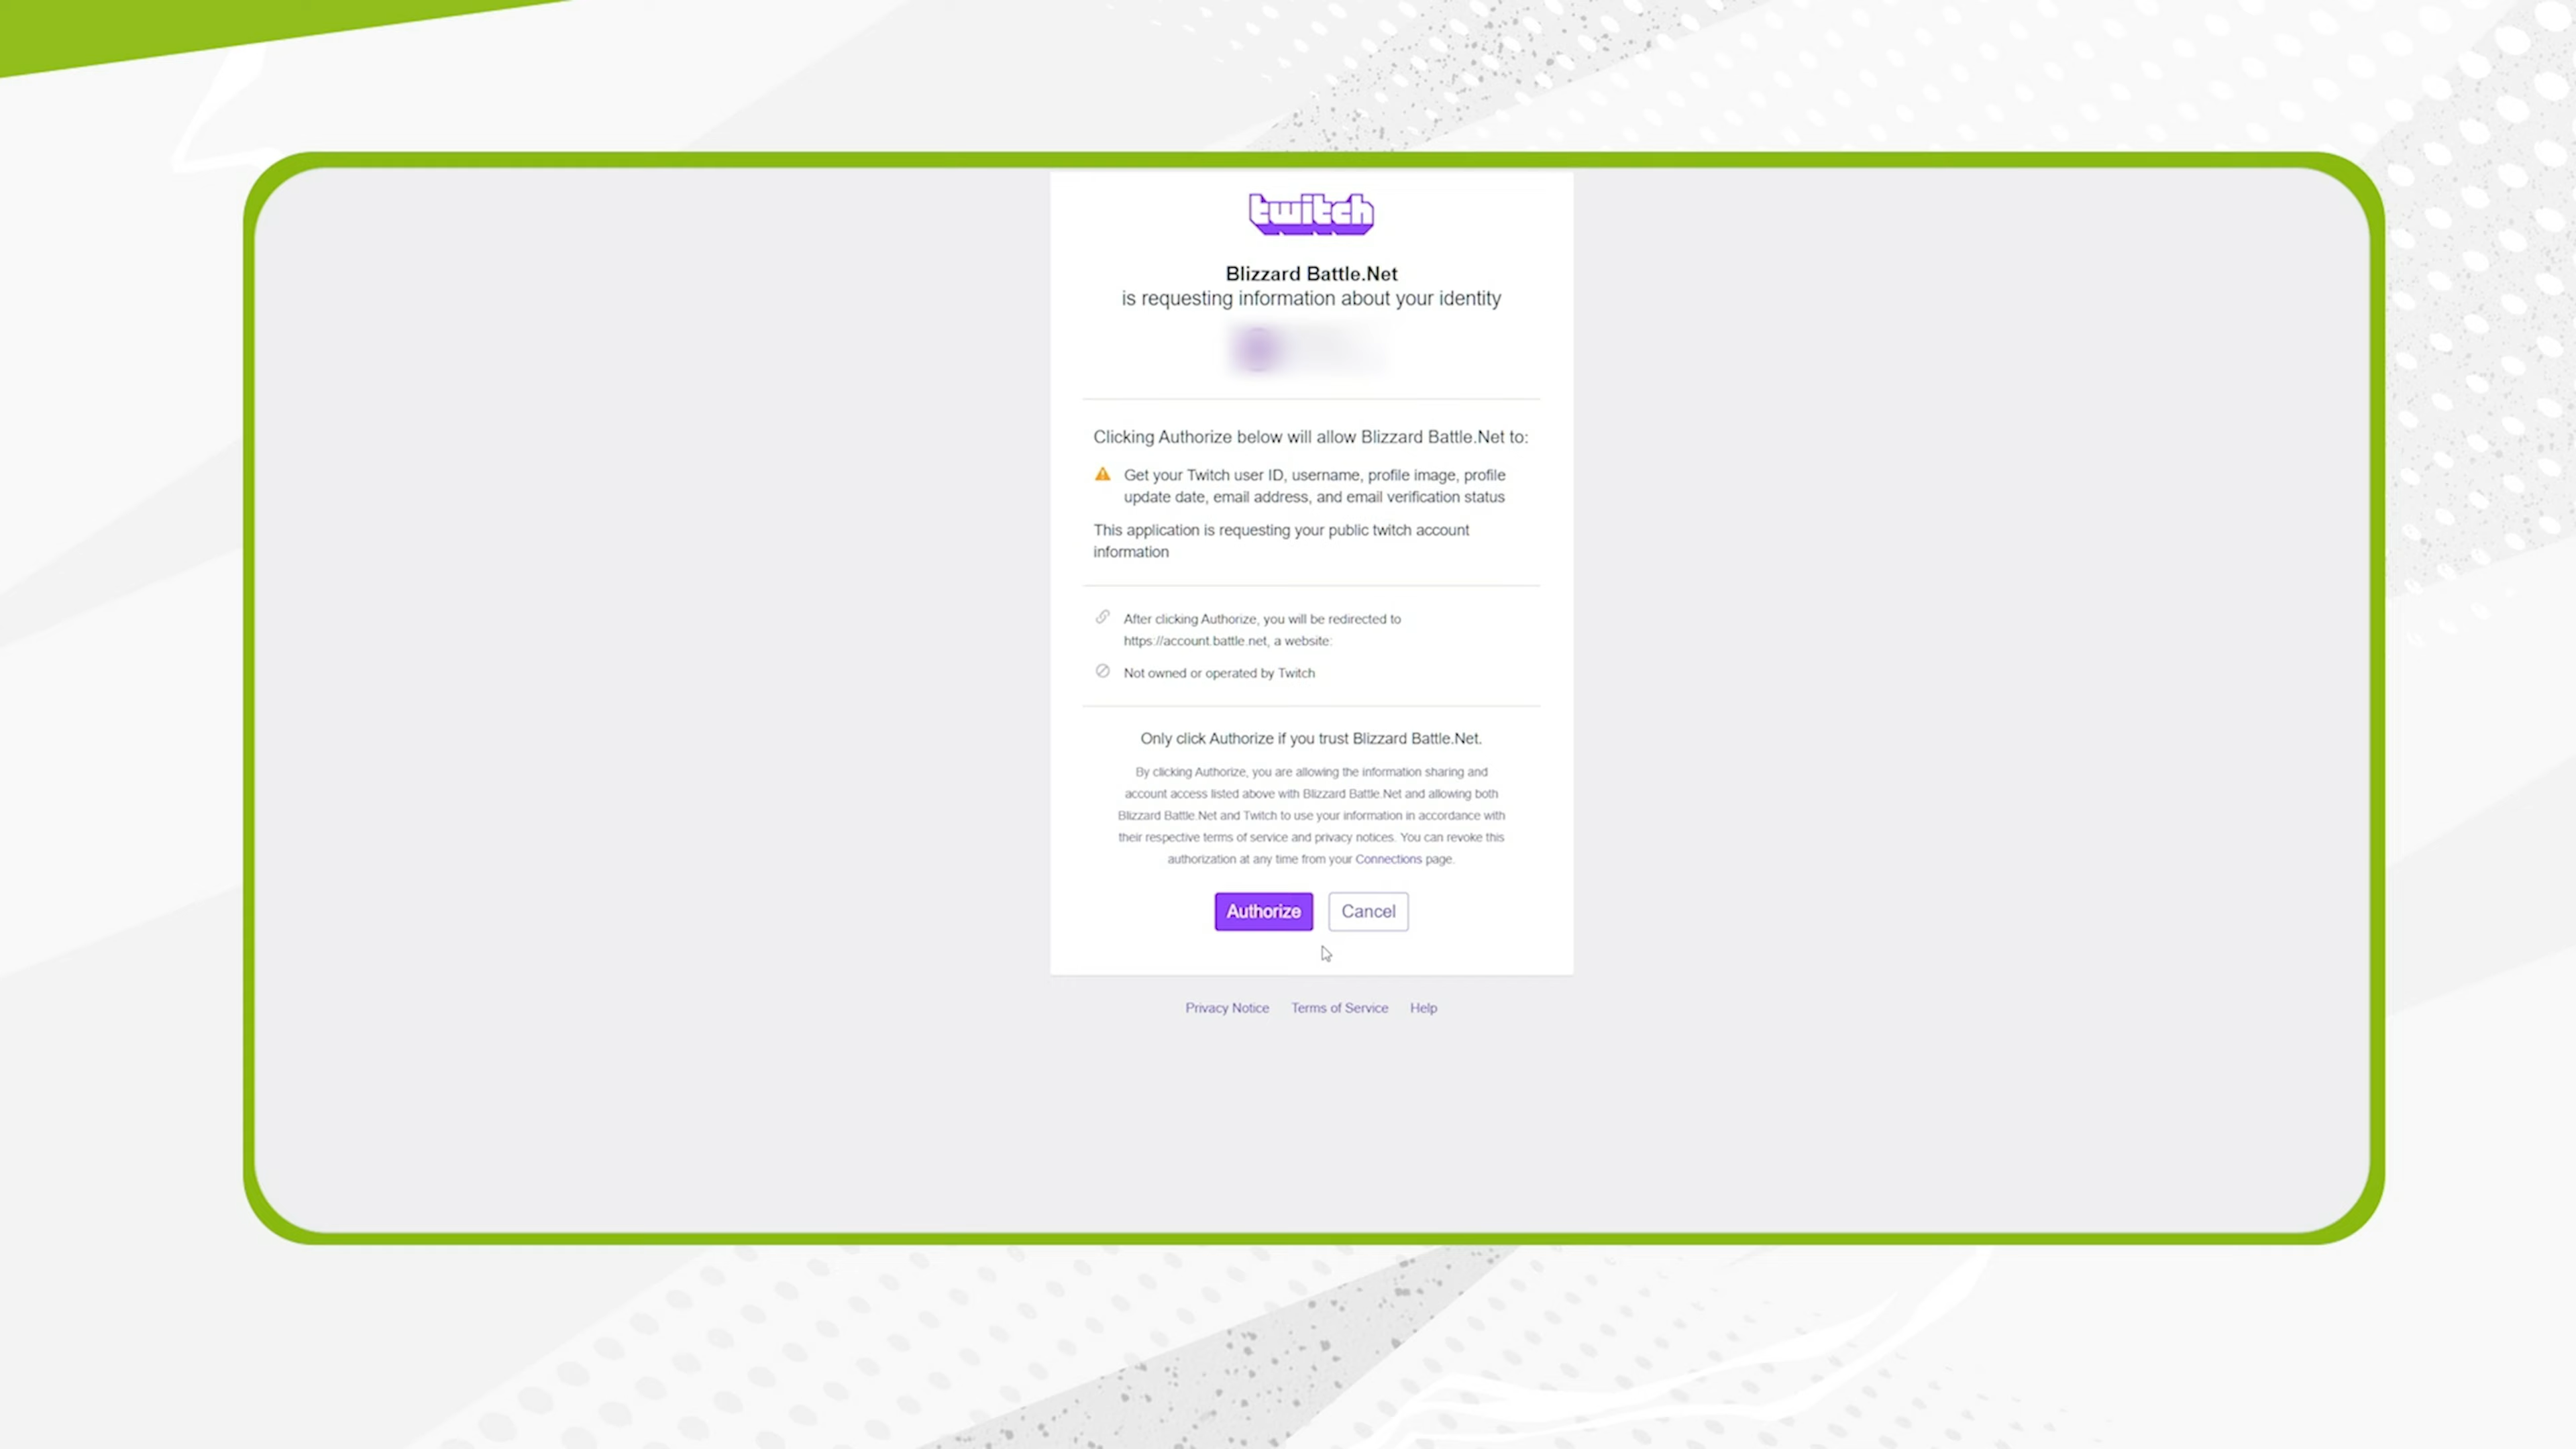 twitch
Blizzard Battle.Net
is requesting information about your identity
Clicking Authorize below will allow Blizzard Battle.Net to:
Get your Twitch user ID, username, profile image, profile
update date, email address, and email verification status
This application is requesting your public twitch account
information
After clicking Authorize, you will be redirected to
https://account.battle.net, a website:
Not owned or operated by Twitch
Only click Authorize if you trust Blizzard Battle.Net.
By clicking Authorize, you are allowing the information sharing and
account access listed above with Blizzard Battle.Net and allowing both
Blizzard Battle.Net and Twitch to use your information in accordance with
their respective terms of service and privacy notices. You can revoke this
authorization at any time from your Connections page.
Authorize Cancel
Privacy Notice Terms of Service Help